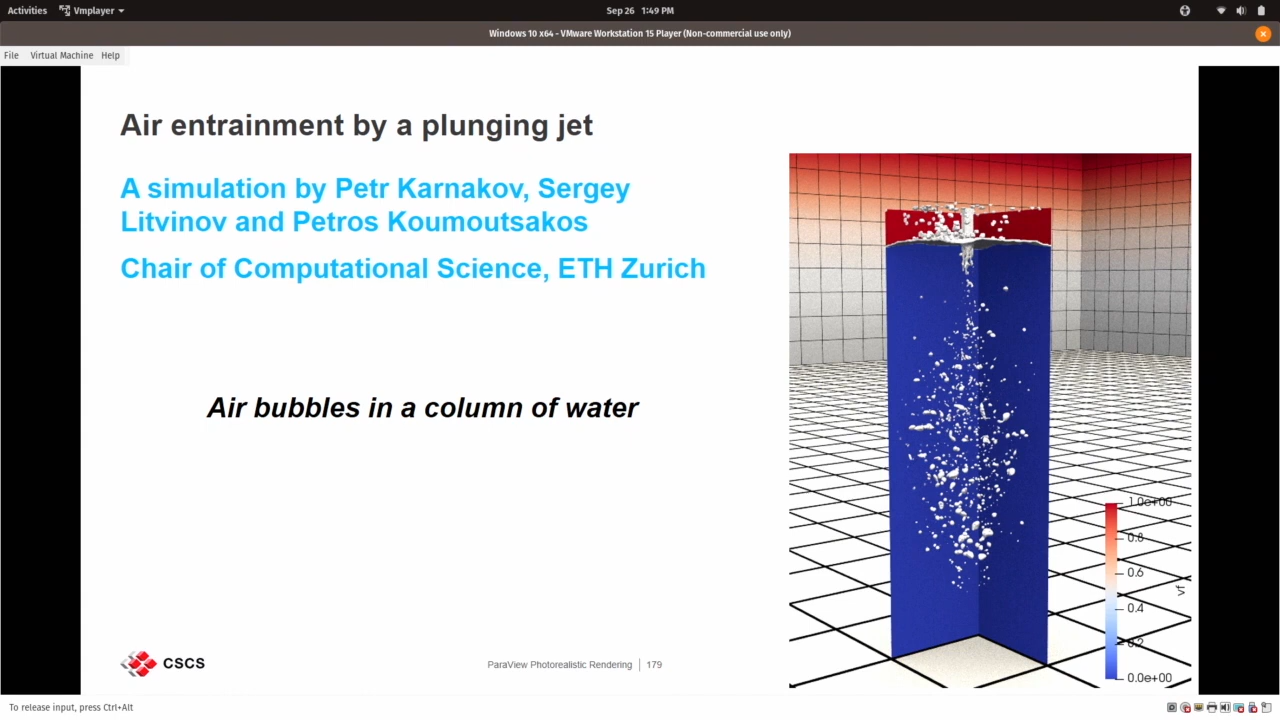 Activities Vmplayer Sep 26 1:49 PM
Windows 10 x64 - VMware Workstation 15 Player (Non-commercial use only)
File Virtual Machine Help
Air entrainment by a plunging jet
A simulation by Petr Karnakov, Sergey
Litvinov and Petros Koumoutsakos
Chair of Computational Science, ETH Zurich
Air bubbles in a column of water
1.0e+00
0.8
0.6
0.4
0.2
0.0e+00
vf
CSCS
ParaView Photorealistic Rendering 179
To release input, press Ctrl+Alt